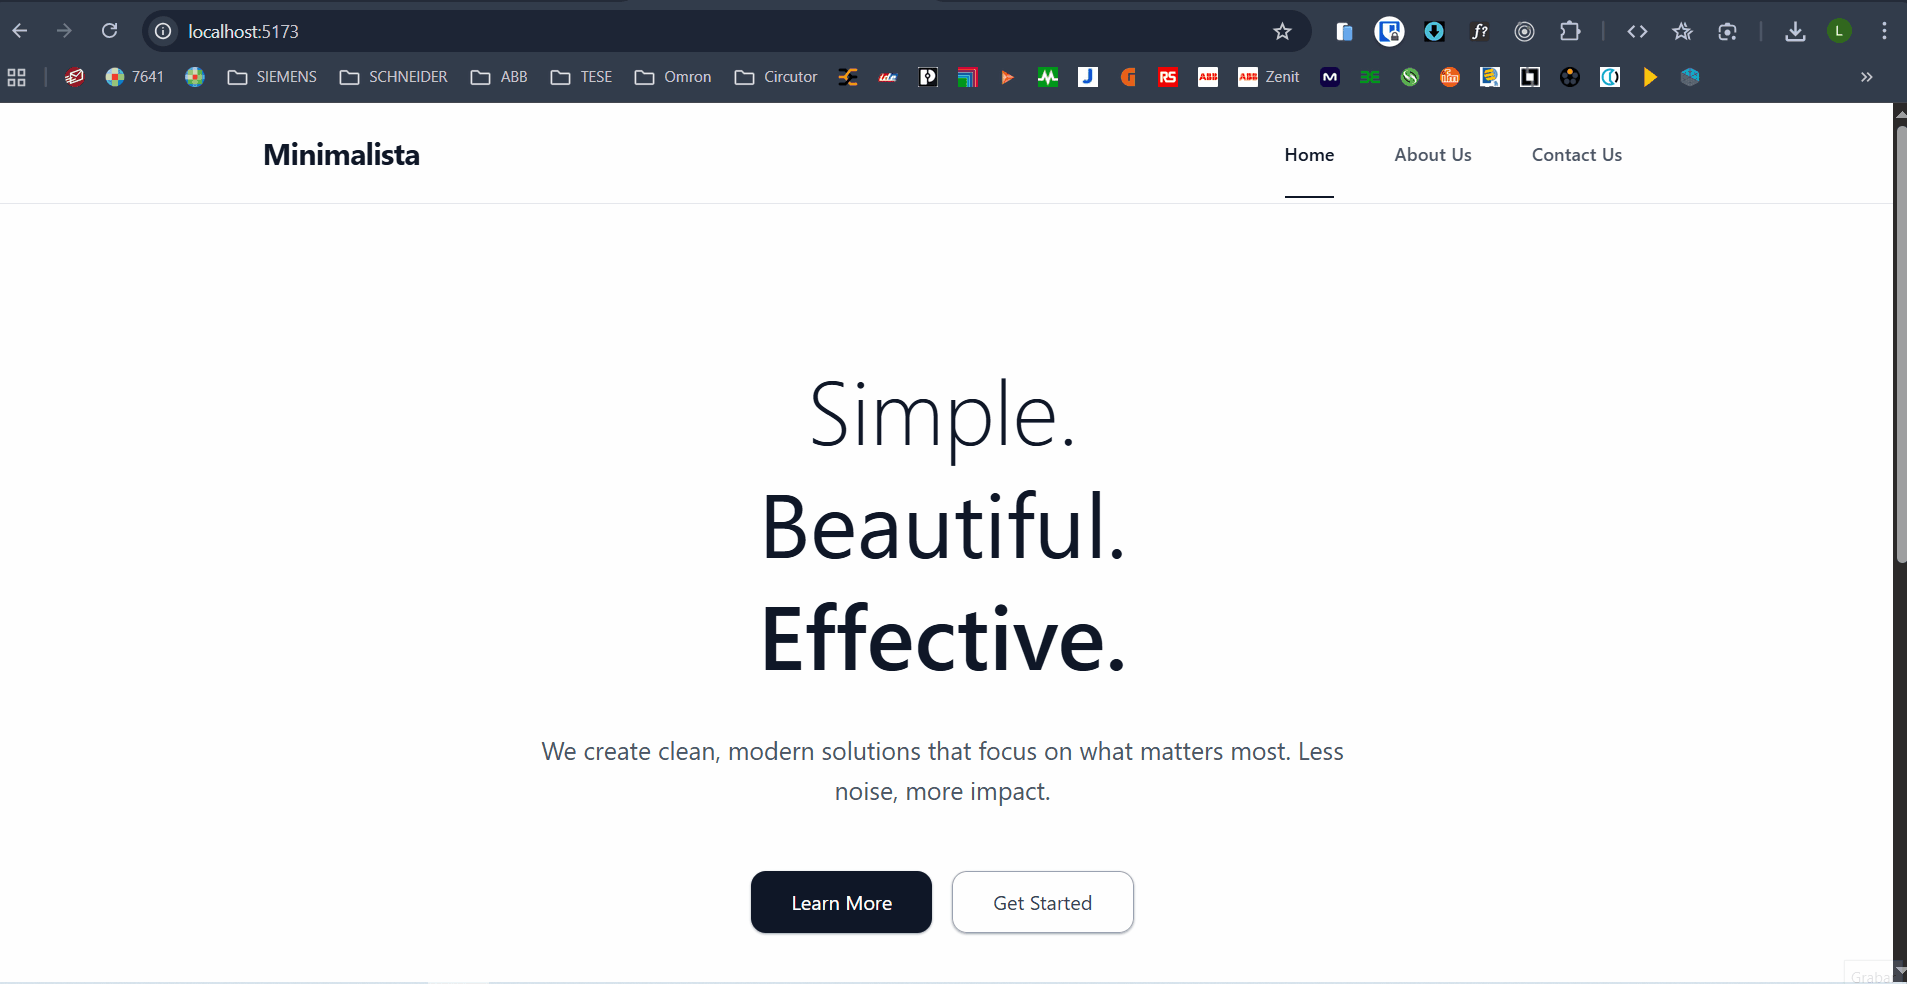 localhost:5173
L
7641 SIEMENS SCHNEIDER ABB TESE Omron Circutor Zenit
Minimalista
Home About Us Contact Us
Simple.
Beautiful.
Effective.
We create clean, modern solutions that focus on what matters most. Less
noise, more impact.
Learn More Get Started